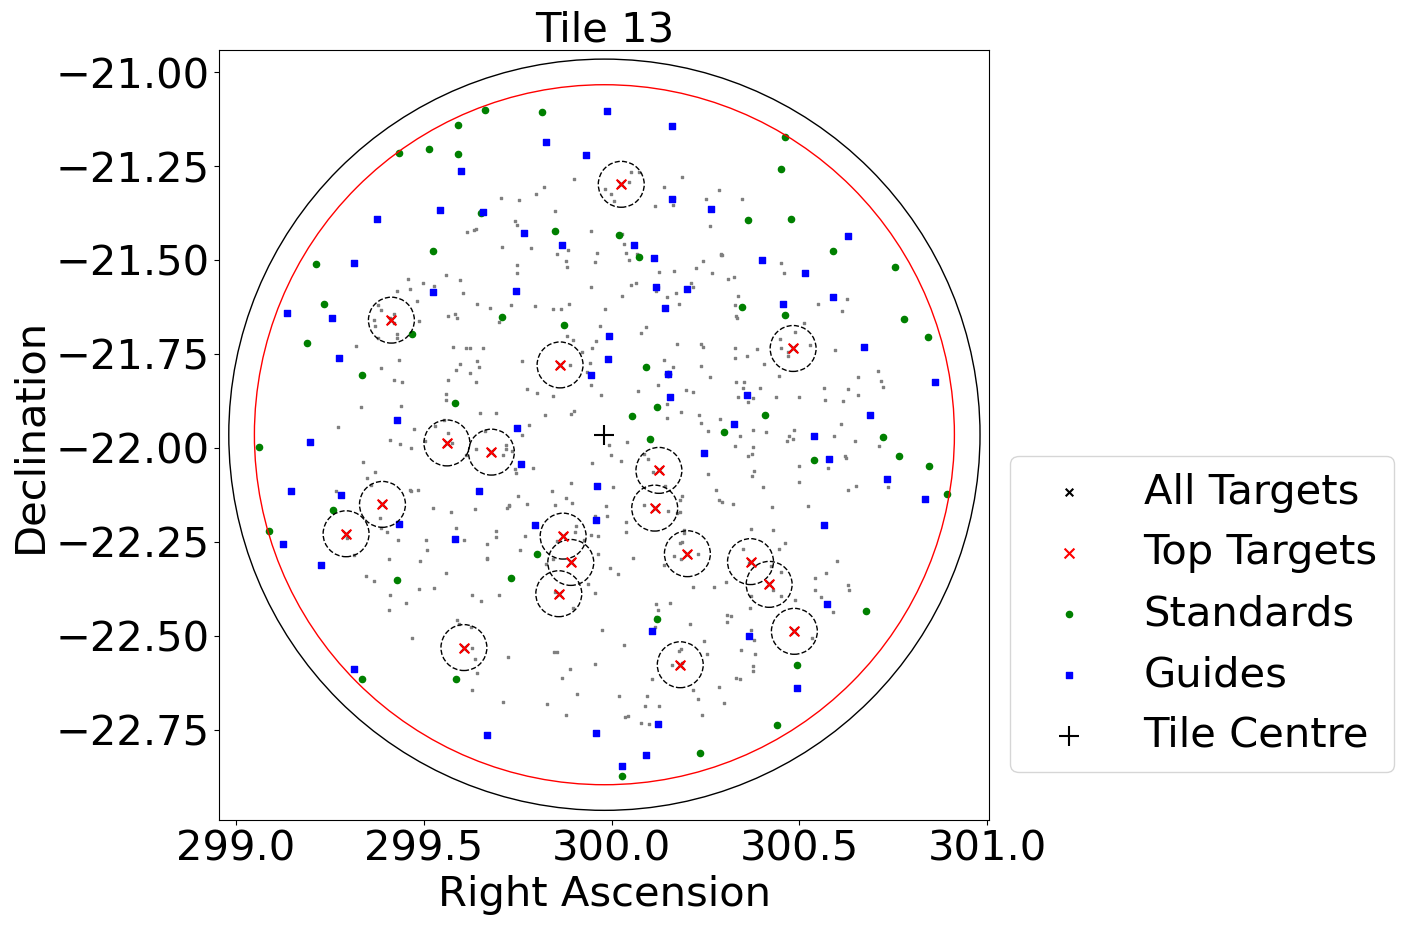 Tile 13
−21.00
−21.25
−21.50
−21.75
−22.00
−22.25
−22.50
−22.75
Declination
299.0 299.5 300.0 300.5 301.0
Right Ascension
All Targets
Top Targets
Standards
Guides
Tile Centre